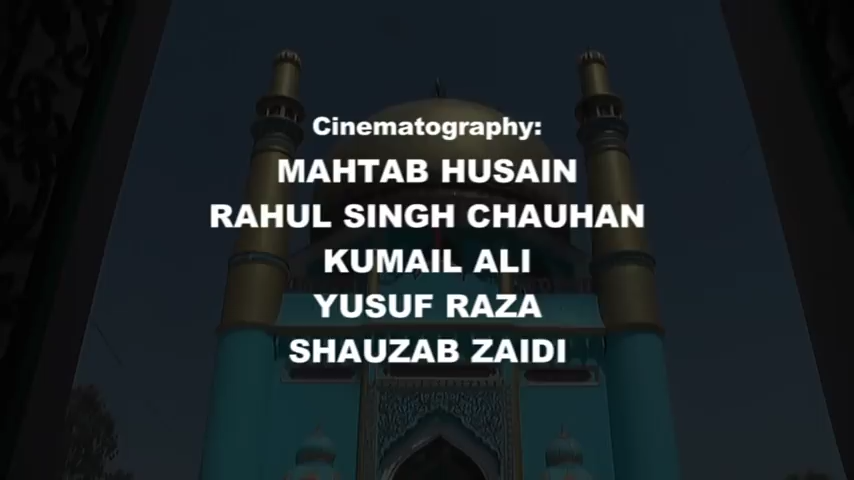 Cinematography:
MAHTAB HUSAIN
RAHUL SINGH CHAUHAN
KUMAIL ALI
YUSUF RAZA
SHAUZAB ZAIDI